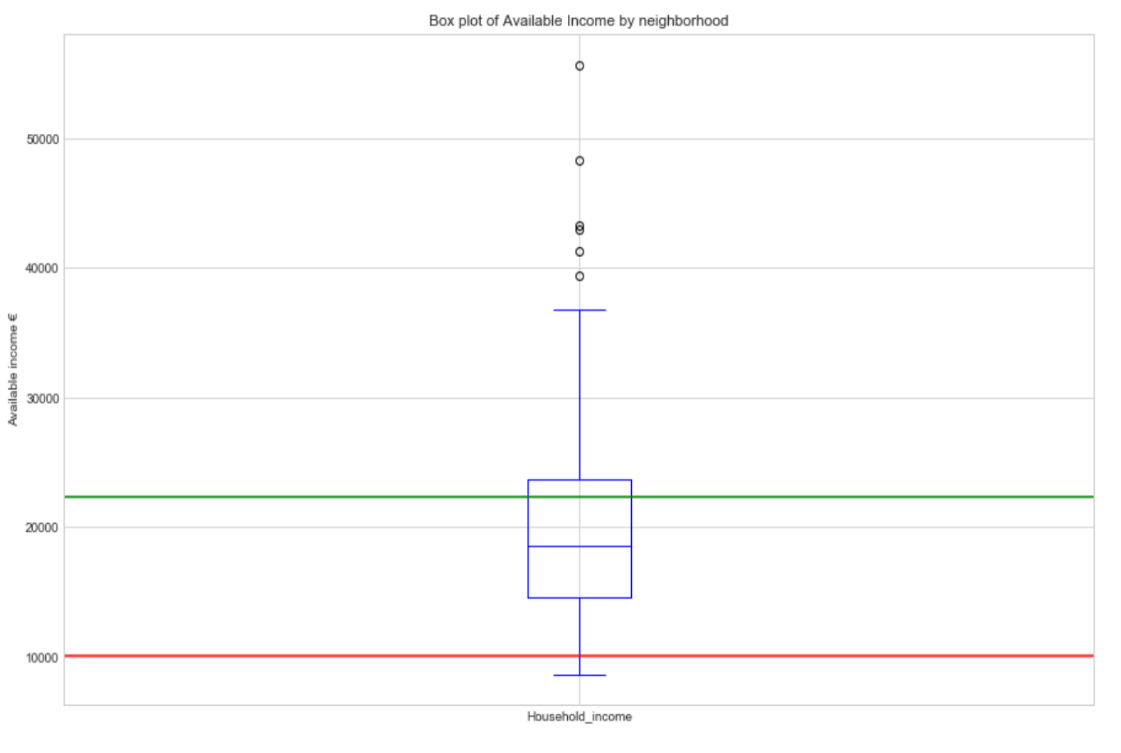 Box plot of Available Income by neighborhood
50000
40000
30000
20000
10000
Available income €
Household_income